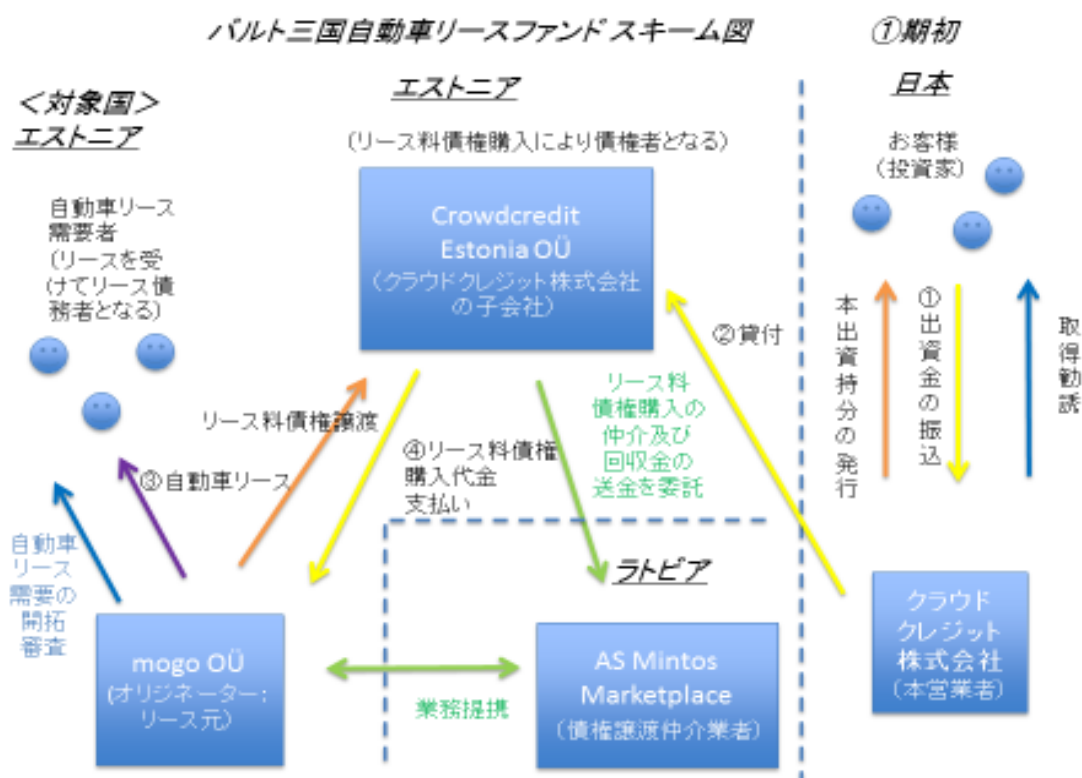 バルト三国自動車リースファンド スキーム図
①期初
＜対象国＞
エストニア
自動車リース
需要者
（リースを受
けてリース債
務者となる）
エストニア
（リース料債権購入により債権者となる）
Crowdcredit
Estonia OÜ
（クラウドクレジット株式会社
の子会社）
日本
お客様
（投資家）
本出資持分の発行
①出資金の振込
取得勧誘
②貸付
リース料債権譲渡
③自動車リース
④リース料債権
購入代金
支払い
リース料
債権購入の
仲介及び
回収金の
送金を委託
自動車
リース
需要の
開拓
審査
mogo OÜ
(オリジネーター：
リース元）
業務提携
ラトビア
AS Mintos
Marketplace
（債権譲渡仲介業者）
クラウド
クレジット
株式会社
（本営業者）